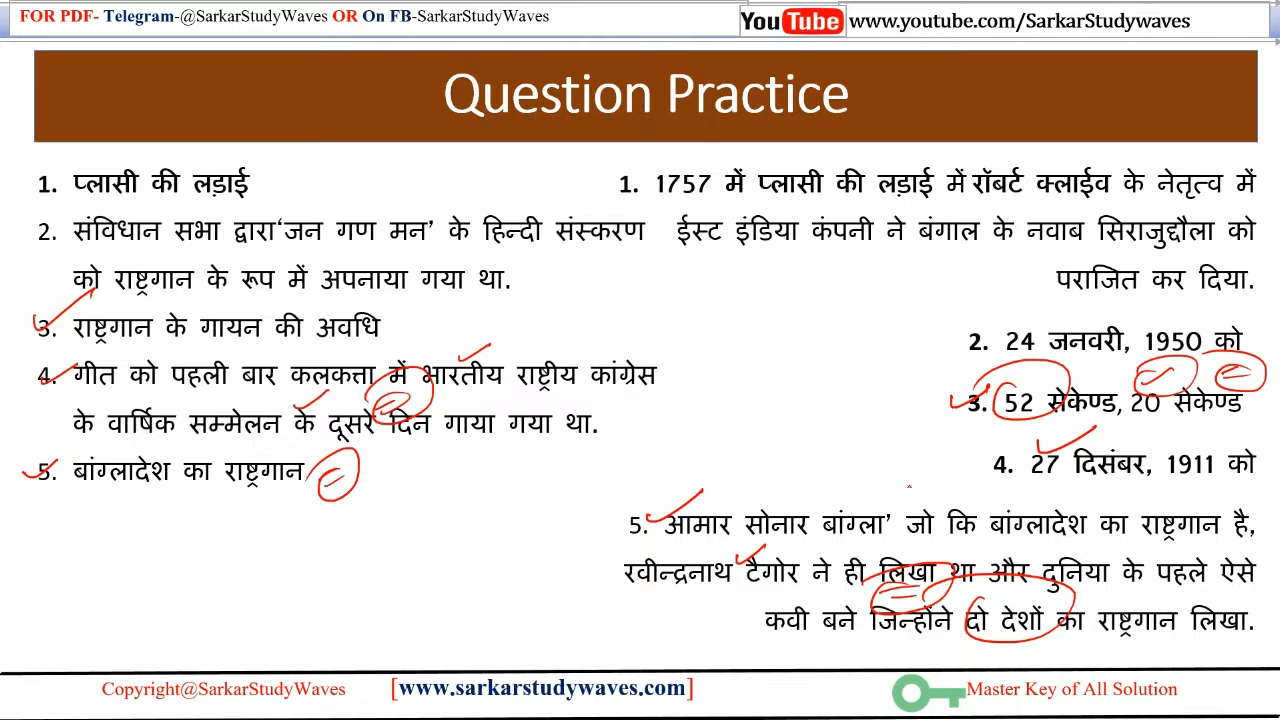 FOR PDF- Telegram-@SarkarStudyWaves OR On FB-SarkarStudyWaves
YouTube www.youtube.com/SarkarStudywaves
Question Practice
1. प्लासी की लड़ाई
2. संविधान सभा द्वारा‘जन गण मन’ के हिन्दी संस्करण
को राष्ट्रगान के रूप में अपनाया गया था.
3. राष्ट्रगान के गायन की अवधि
4. गीत को पहली बार कलकत्ता में भारतीय राष्ट्रीय कांग्रेस
के वार्षिक सम्मेलन के दूसरे दिन गाया गया था.
5. बांग्लादेश का राष्ट्रगान
1. 1757 में प्लासी की लड़ाई में रॉबर्ट क्लाईव के नेतृत्व में
ईस्ट इंडिया कंपनी ने बंगाल के नवाब सिराजुद्दौला को
पराजित कर दिया.
2. 24 जनवरी, 1950 को
3. 52 सेकेण्ड, 20 सेकेण्ड
4. 27 दिसंबर, 1911 को
5. आमार सोनार बांग्ला’ जो कि बांग्लादेश का राष्ट्रगान है,
रवीन्द्रनाथ टैगोर ने ही लिखा था और दुनिया के पहले ऐसे
कवी बने जिन्होंने दो देशों का राष्ट्रगान लिखा.
Copyright@SarkarStudyWaves
[www.sarkarstudywaves.com]
Master Key of All Solution